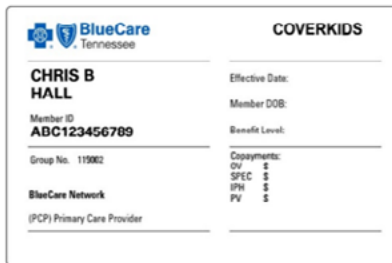 BlueCare
Tennessee
COVERKIDS
CHRIS B
HALL
Member ID
ABC123456789
Group No. 115002
BlueCare Network
(PCP) Primary Care Provider
Effective Date:
Member DOB:
Benefit Level:
Copayments:
OV $
SPEC $
IPH $
PV $